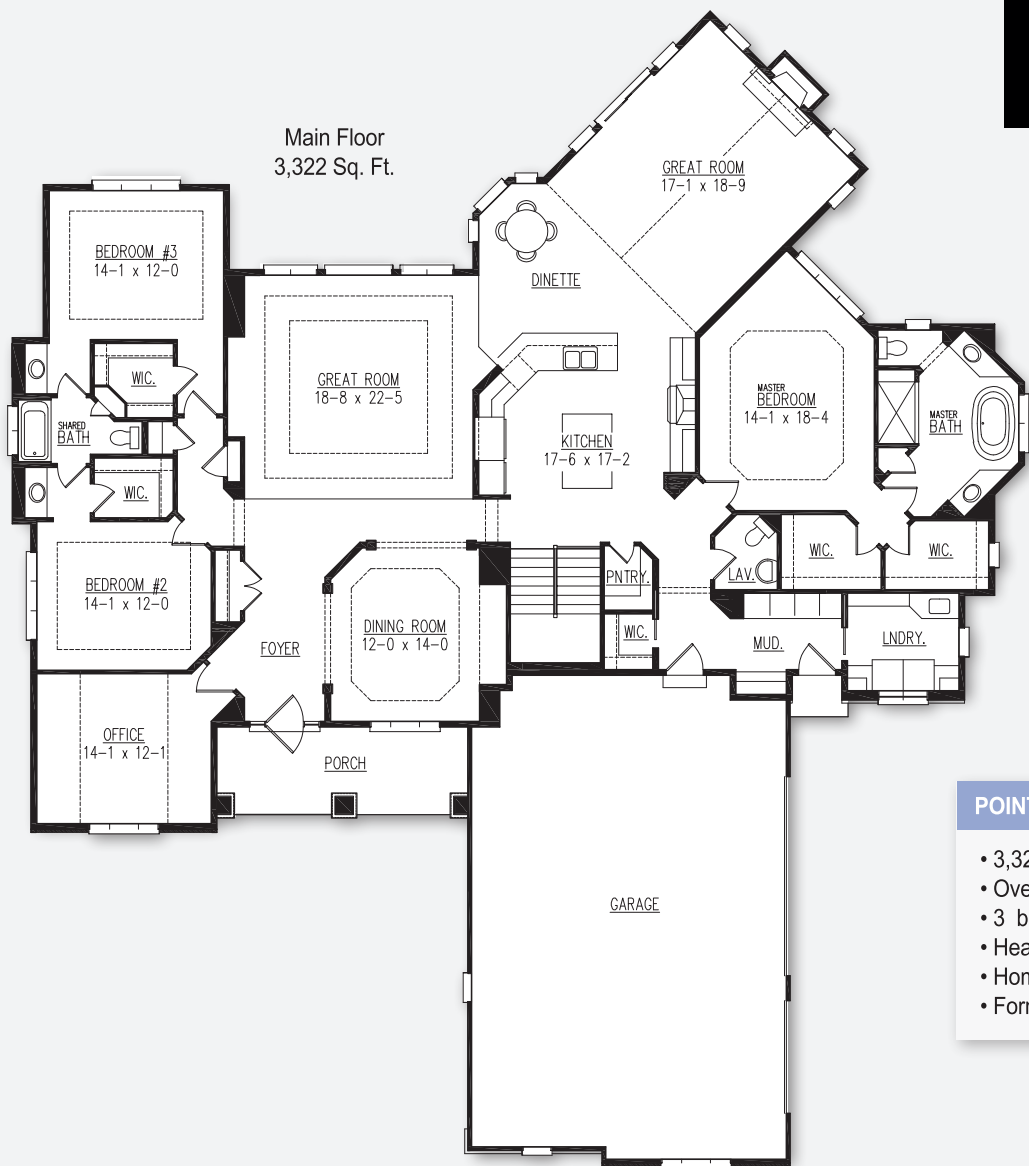 Main Floor
3,322 Sq. Ft.
GREAT ROOM
17-1 x 18-9
BEDROOM #3
14-1 x 12-0
DINETTE
WIC.
GREAT ROOM
18-8 x 22-5
MASTER
BEDROOM
14-1 x 18-4
SHARED
BATH
MASTER
BATH
KITCHEN
17-6 x 17-2
WIC.
BEDROOM #2
14-1 x 12-0
PNTRY.
LAV.
WIC.
WIC.
FOYER
DINING ROOM
12-0 x 14-0
WIC.
MUD.
LNDRY.
OFFICE
14-1 x 12-1
PORCH
GARAGE
POINT
• 3,32
• Ove
• 3 b
• Hea
• Hon
• Forr